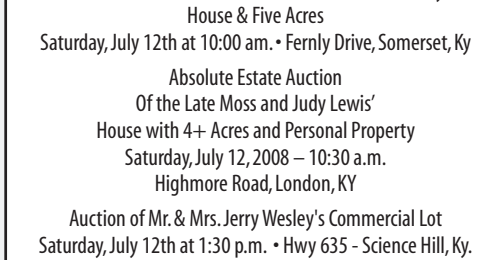 House & Five Acres
Saturday, July 12th at 10:00 am. • Fernly Drive, Somerset, Ky
Absolute Estate Auction
Of the Late Moss and Judy Lewis'
House with 4+ Acres and Personal Property
Saturday, July 12, 2008 – 10:30 a.m.
Highmore Road, London, KY
Auction of Mr. & Mrs. Jerry Wesley's Commercial Lot
Saturday, July 12th at 1:30 p.m. • Hwy 635 - Science Hill, Ky.